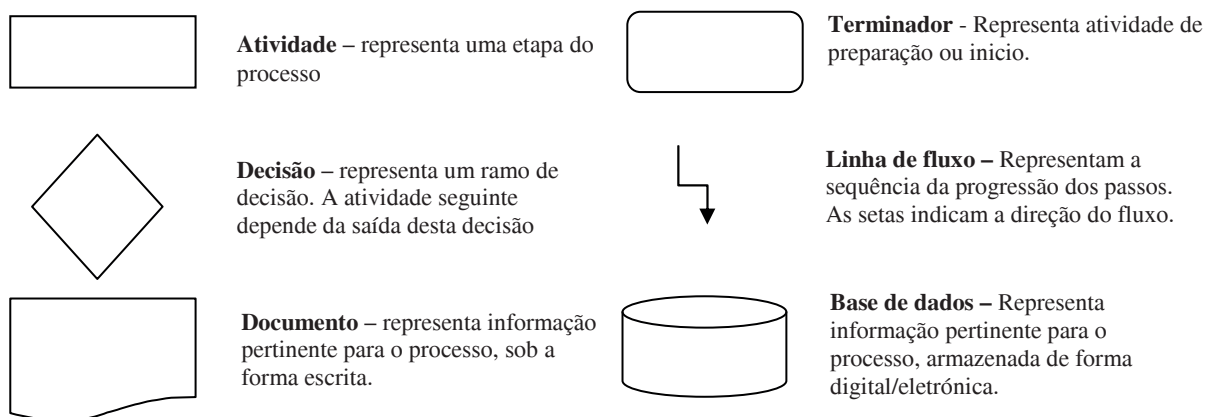 Atividade – representa uma etapa do
processo
Terminador - Representa atividade de
preparação ou inicio.
Decisão – representa um ramo de
decisão. A atividade seguinte
depende da saída desta decisão
Linha de fluxo – Representam a
sequência da progressão dos passos.
As setas indicam a direção do fluxo.
Documento – representa informação
pertinente para o processo, sob a
forma escrita.
Base de dados – Representa
informação pertinente para o
processo, armazenada de forma
digital/eletrónica.